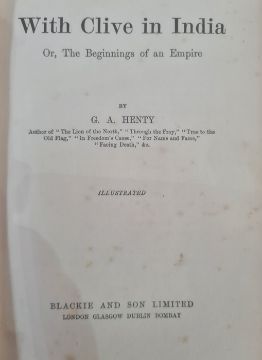 With Clive in India
Or, The Beginnings of an Empire
BY
G. A. HENTY
Author of "The Lion of the North," "Through the Fray," "True to the
Old Flag," "In Freedom's Cause," "For Name and Fame,"
"Facing Death," &c.
ILLUSTRATED
BLACKIE AND SON LIMITED
LONDON GLASGOW DUBLIN BOMBAY